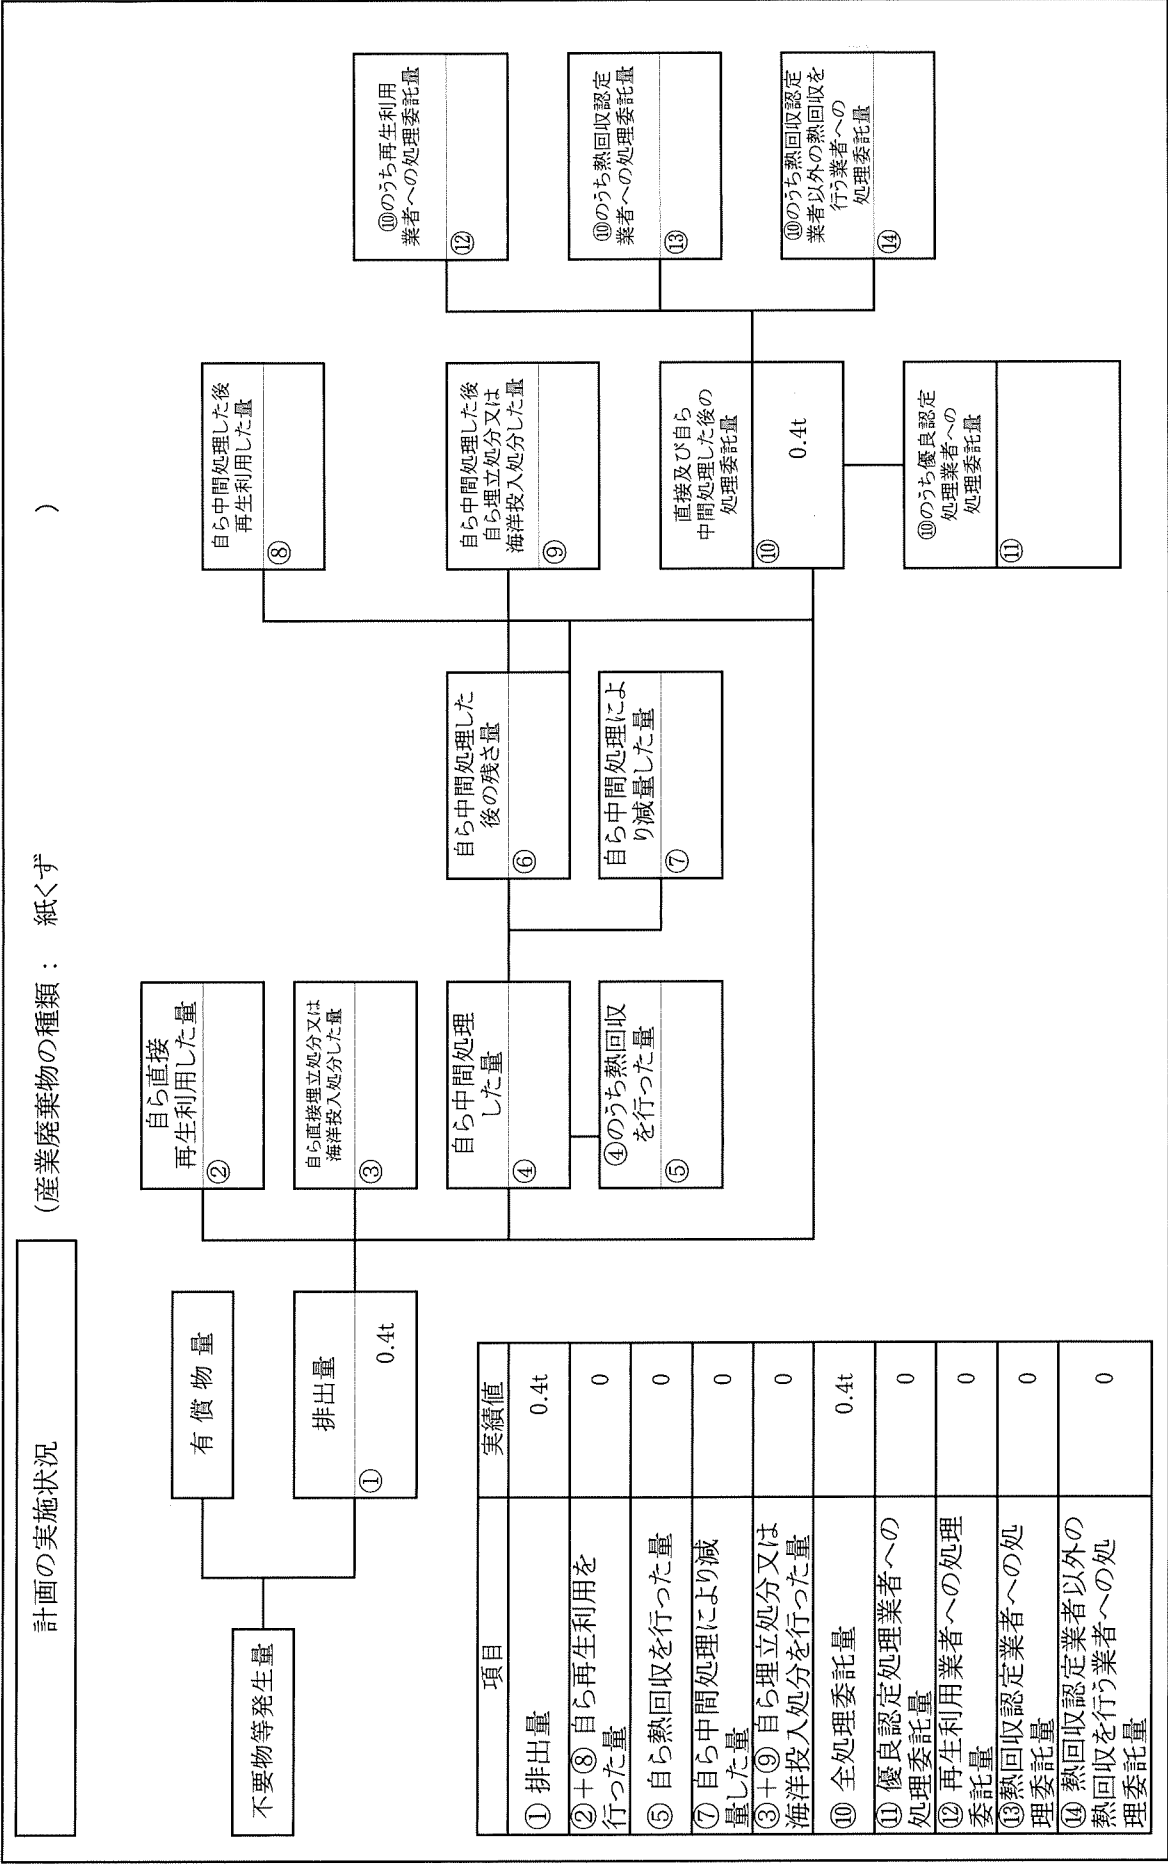 計画の実施状況
(産業廃棄物の種類： 紙くず )
不要物等発生量
有償物量
排出量
① 0.4t
自ら直接
再生利用した量
②
自ら直接埋立処分又は
海洋投入処分した量
③
自ら中間処理
した量
④
④のうち熱回収
を行った量
⑤
自ら中間処理した
後の残さ量
⑥
自ら中間処理によ
り減量した量
⑦
自ら中間処理した後
再生利用した量
⑧
自ら中間処理した後
自ら埋立処分又は
海洋投入処分した量
⑨
直接及び自ら
中間処理した後の
処理委託量
⑩ 0.4t
⑩のうち優良認定
処理業者への
処理委託量
⑪
⑩のうち再生利用
業者への処理委託量
⑫
⑩のうち熱回収認定
業者への処理委託量
⑬
⑩のうち熱回収認定
業者以外の熱回収を
行う業者への
処理委託量
⑭
項目 実績値
① 排出量 0.4t
②＋⑧ 自ら再生利用を
行った量 0
⑤ 自ら熱回収を行った量 0
⑦ 自ら中間処理により減
量した量 0
③＋⑨ 自ら埋立処分又は
海洋投入処分を行った量 0
⑩ 全処理委託量 0.4t
⑪ 優良認定処理業者への
処理委託量 0
⑫ 再生利用業者への処理
委託量 0
⑬熱回収認定業者への処
理委託量 0
⑭ 熱回収認定業者以外の
熱回収を行う業者への処
理委託量 0